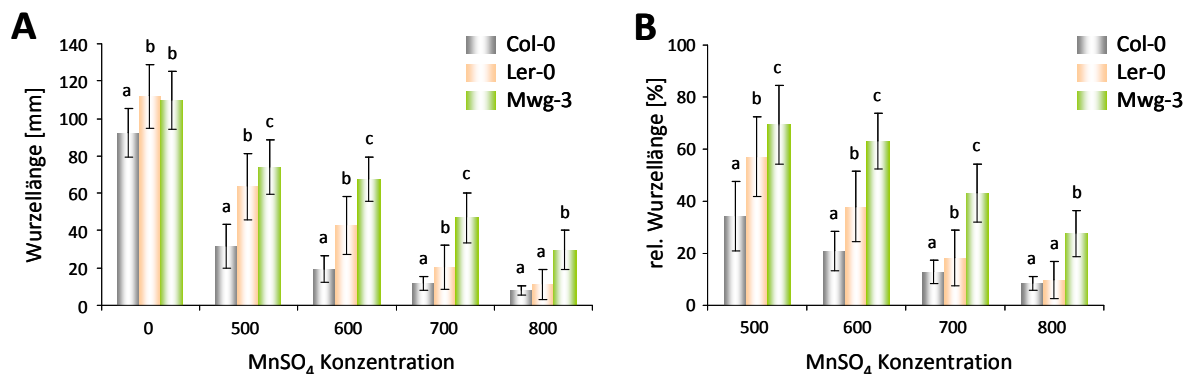 A
Wurzellänge [mm]
140
120
100
80
60
40
20
0
a b b
a b c
a b c
a b c
a a b
0 500 600 700 800
MnSO₄ Konzentration
Col-0
Ler-0
Mwg-3
B
rel. Wurzellänge [%]
100
80
60
40
20
0
a b c
a b c
a b c
a a b
500 600 700 800
MnSO₄ Konzentration
Col-0
Ler-0
Mwg-3